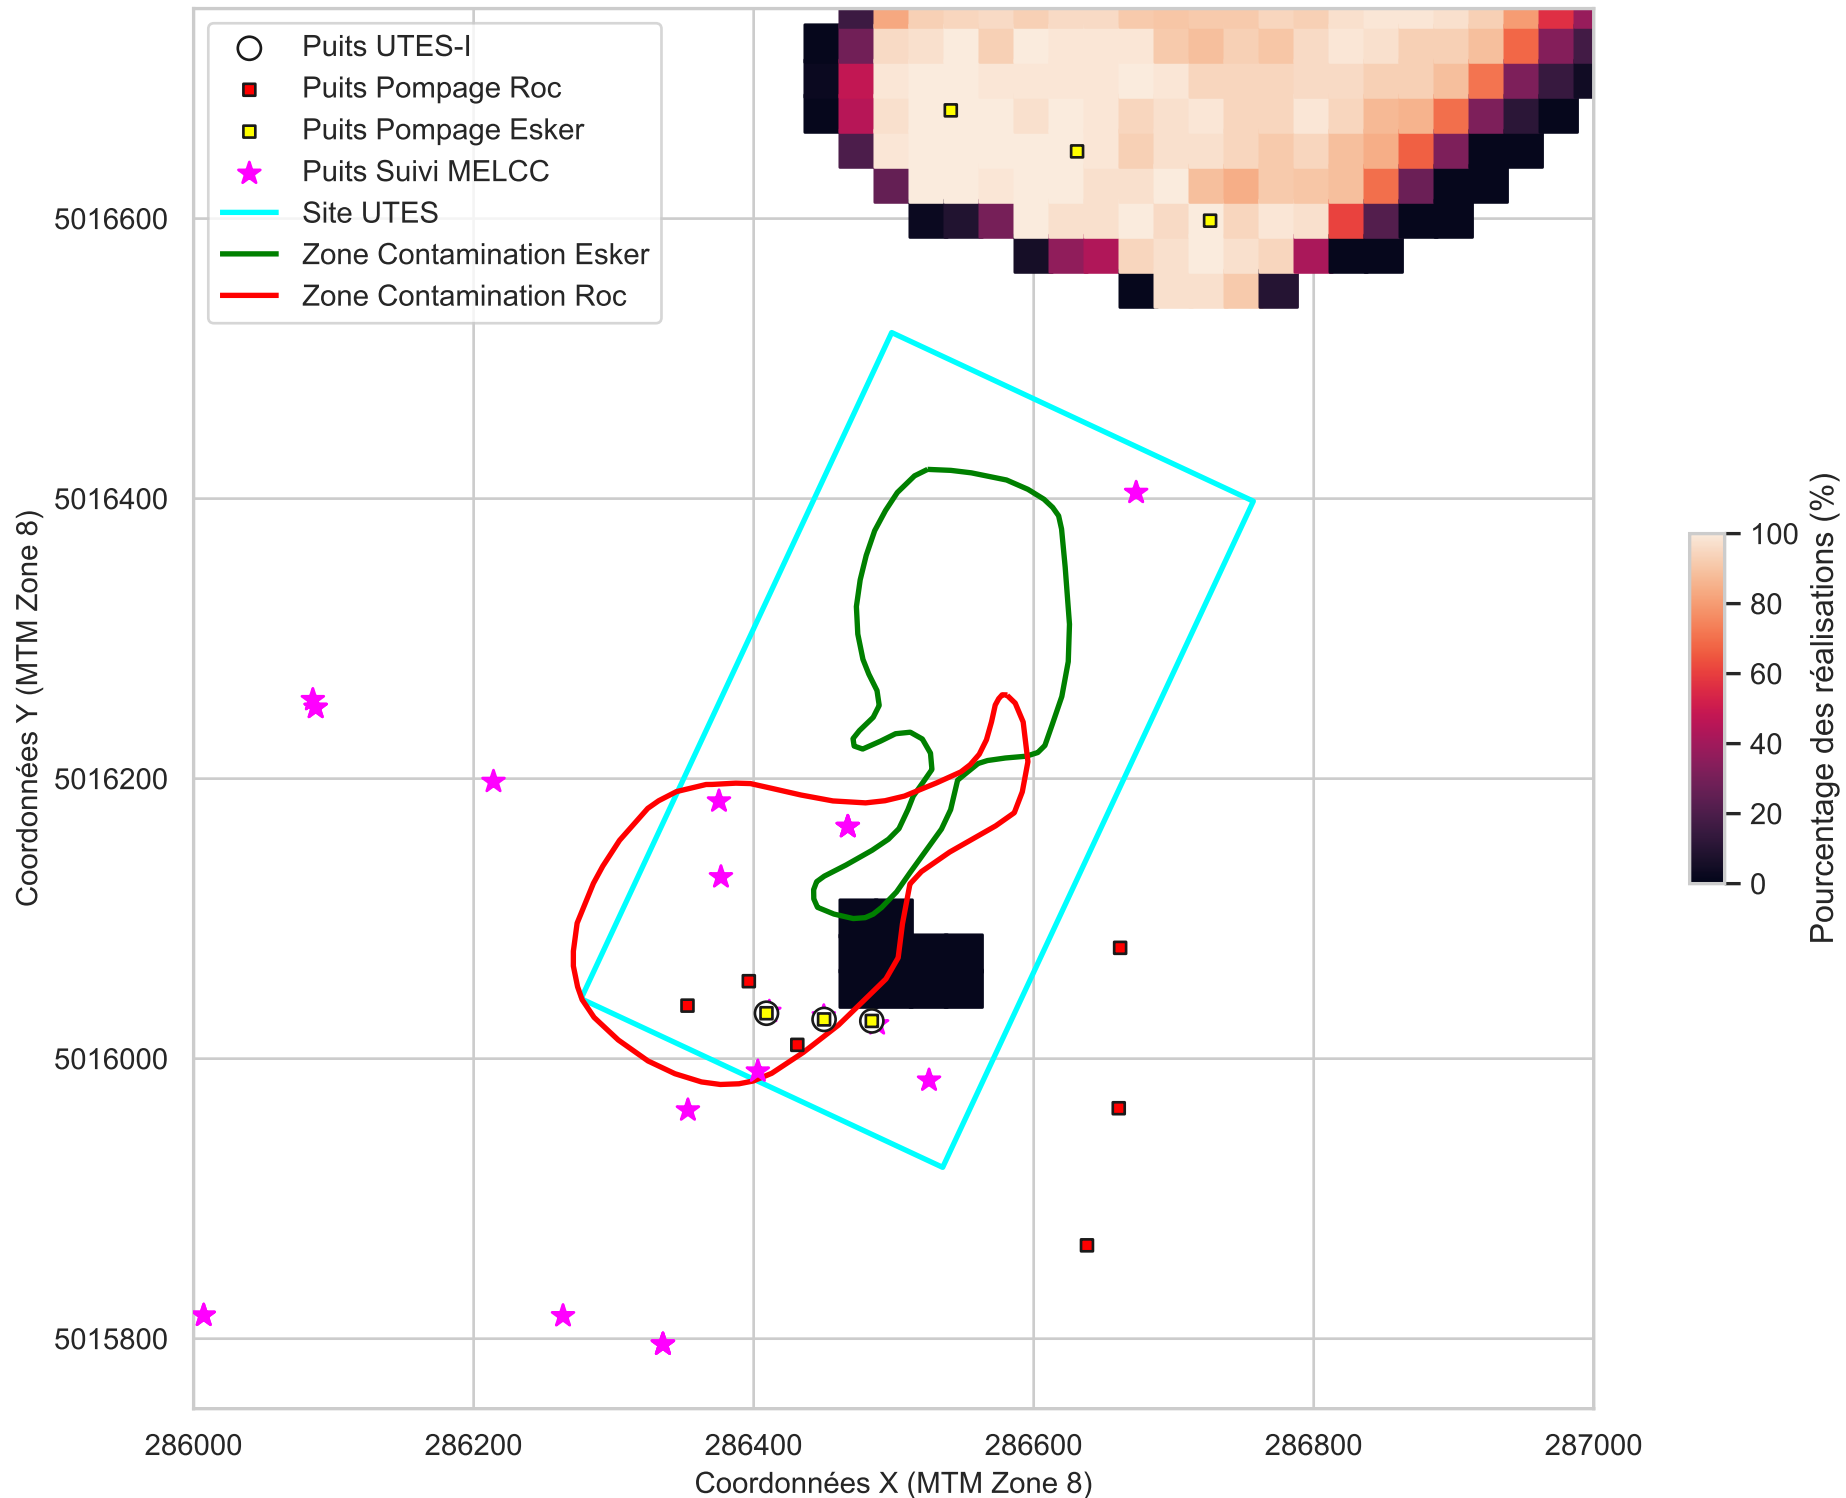 Puits UTES-I
Puits Pompage Roc
Puits Pompage Esker
Puits Suivi MELCC
Site UTES
Zone Contamination Esker
Zone Contamination Roc
5016600
5016400
5016200
5016000
5015800
Coordonnées Y (MTM Zone 8)
286000 286200 286400 286600 286800 287000
Coordonnées X (MTM Zone 8)
100
80
60
40
20
0
Pourcentage des réalisations (%)